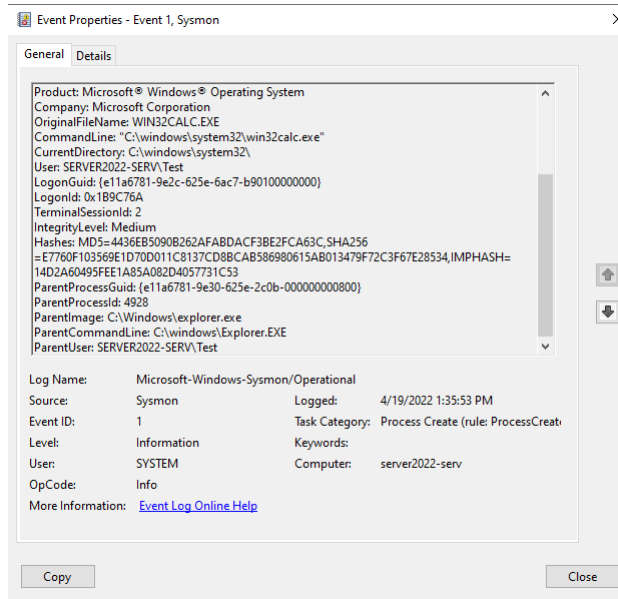 Event Properties - Event 1, Sysmon
General Details
Product: Microsoft® Windows® Operating System
Company: Microsoft Corporation
OriginalFileName: WIN32CALC.EXE
CommandLine: "C:\windows\system32\win32calc.exe"
CurrentDirectory: C:\windows\system32\
User: SERVER2022-SERV\Test
LogonGuid: {e11a6781-9e2c-625e-6ac7-b90100000000}
LogonId: 0x1B9C76A
TerminalSessionId: 2
IntegrityLevel: Medium
Hashes: MD5=4436EB5090B262AFABDACF3BE2FCA63C,SHA256
=E7760F103569E1D70D011C8137CD8BCAB586980615AB013479F72C3F67E28534,IMPHASH=
14D2A60495FEE1A85A082D4057731C53
ParentProcessGuid: {e11a6781-9e30-625e-2c0b-000000000800}
ParentProcessId: 4928
ParentImage: C:\Windows\explorer.exe
ParentCommandLine: C:\windows\Explorer.EXE
ParentUser: SERVER2022-SERV\Test
Log Name: Microsoft-Windows-Sysmon/Operational
Source: Sysmon Logged: 4/19/2022 1:35:53 PM
Event ID: 1 Task Category: Process Create (rule: ProcessCreat
Level: Information Keywords:
User: SYSTEM Computer: server2022-serv
OpCode: Info
More Information: Event Log Online Help
Copy Close